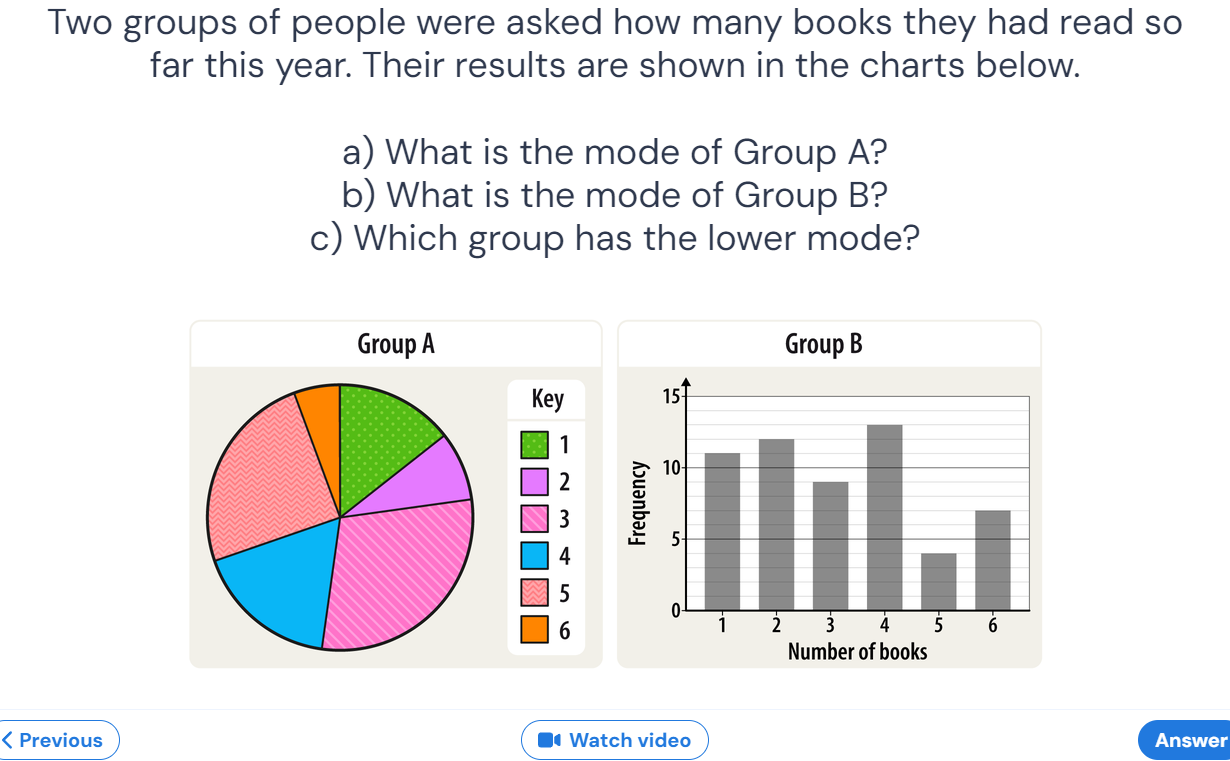 Two groups of people were asked how many books they had read so
far this year. Their results are shown in the charts below.
a) What is the mode of Group A?
b) What is the mode of Group B?
c) Which group has the lower mode?
Group A
Key
1
2
3
4
5
6
Group B
15
10
5
0
Frequency
1 2 3 4 5 6
Number of books
Previous
Watch video
Answer